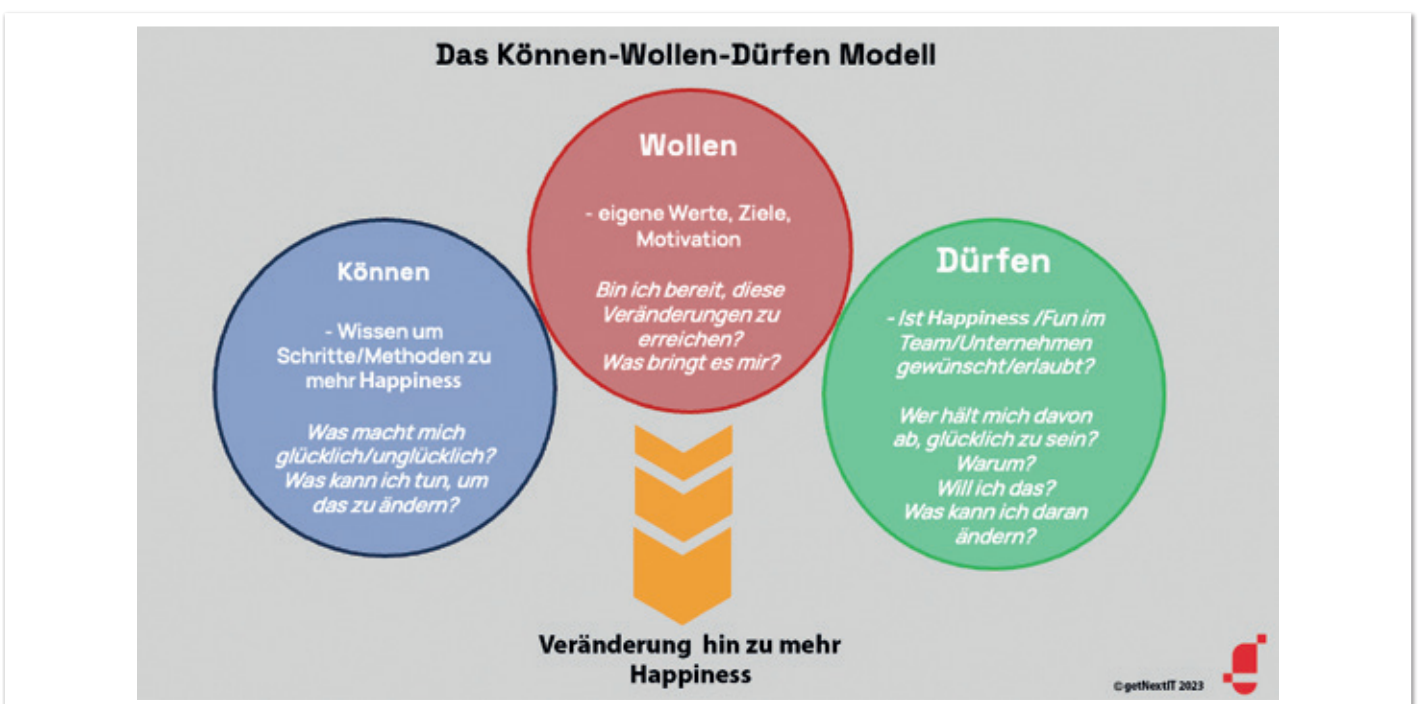 Das Können-Wollen-Dürfen Modell
Können
- Wissen um
Schritte/Methoden zu
mehr Happiness
Was macht mich
glücklich/unglücklich?
Was kann ich tun, um
das zu ändern?
Wollen
- eigene Werte, Ziele,
Motivation
Bin ich bereit, diese
Veränderungen zu
erreichen?
Was bringt es mir?
Dürfen
- Ist Happiness /Fun im
Team/Unternehmen
gewünscht/erlaubt?
Wer hält mich davon
ab, glücklich zu sein?
Warum?
Will ich das?
Was kann ich daran
ändern?
Veränderung hin zu mehr
Happiness
©getNextIT 2023